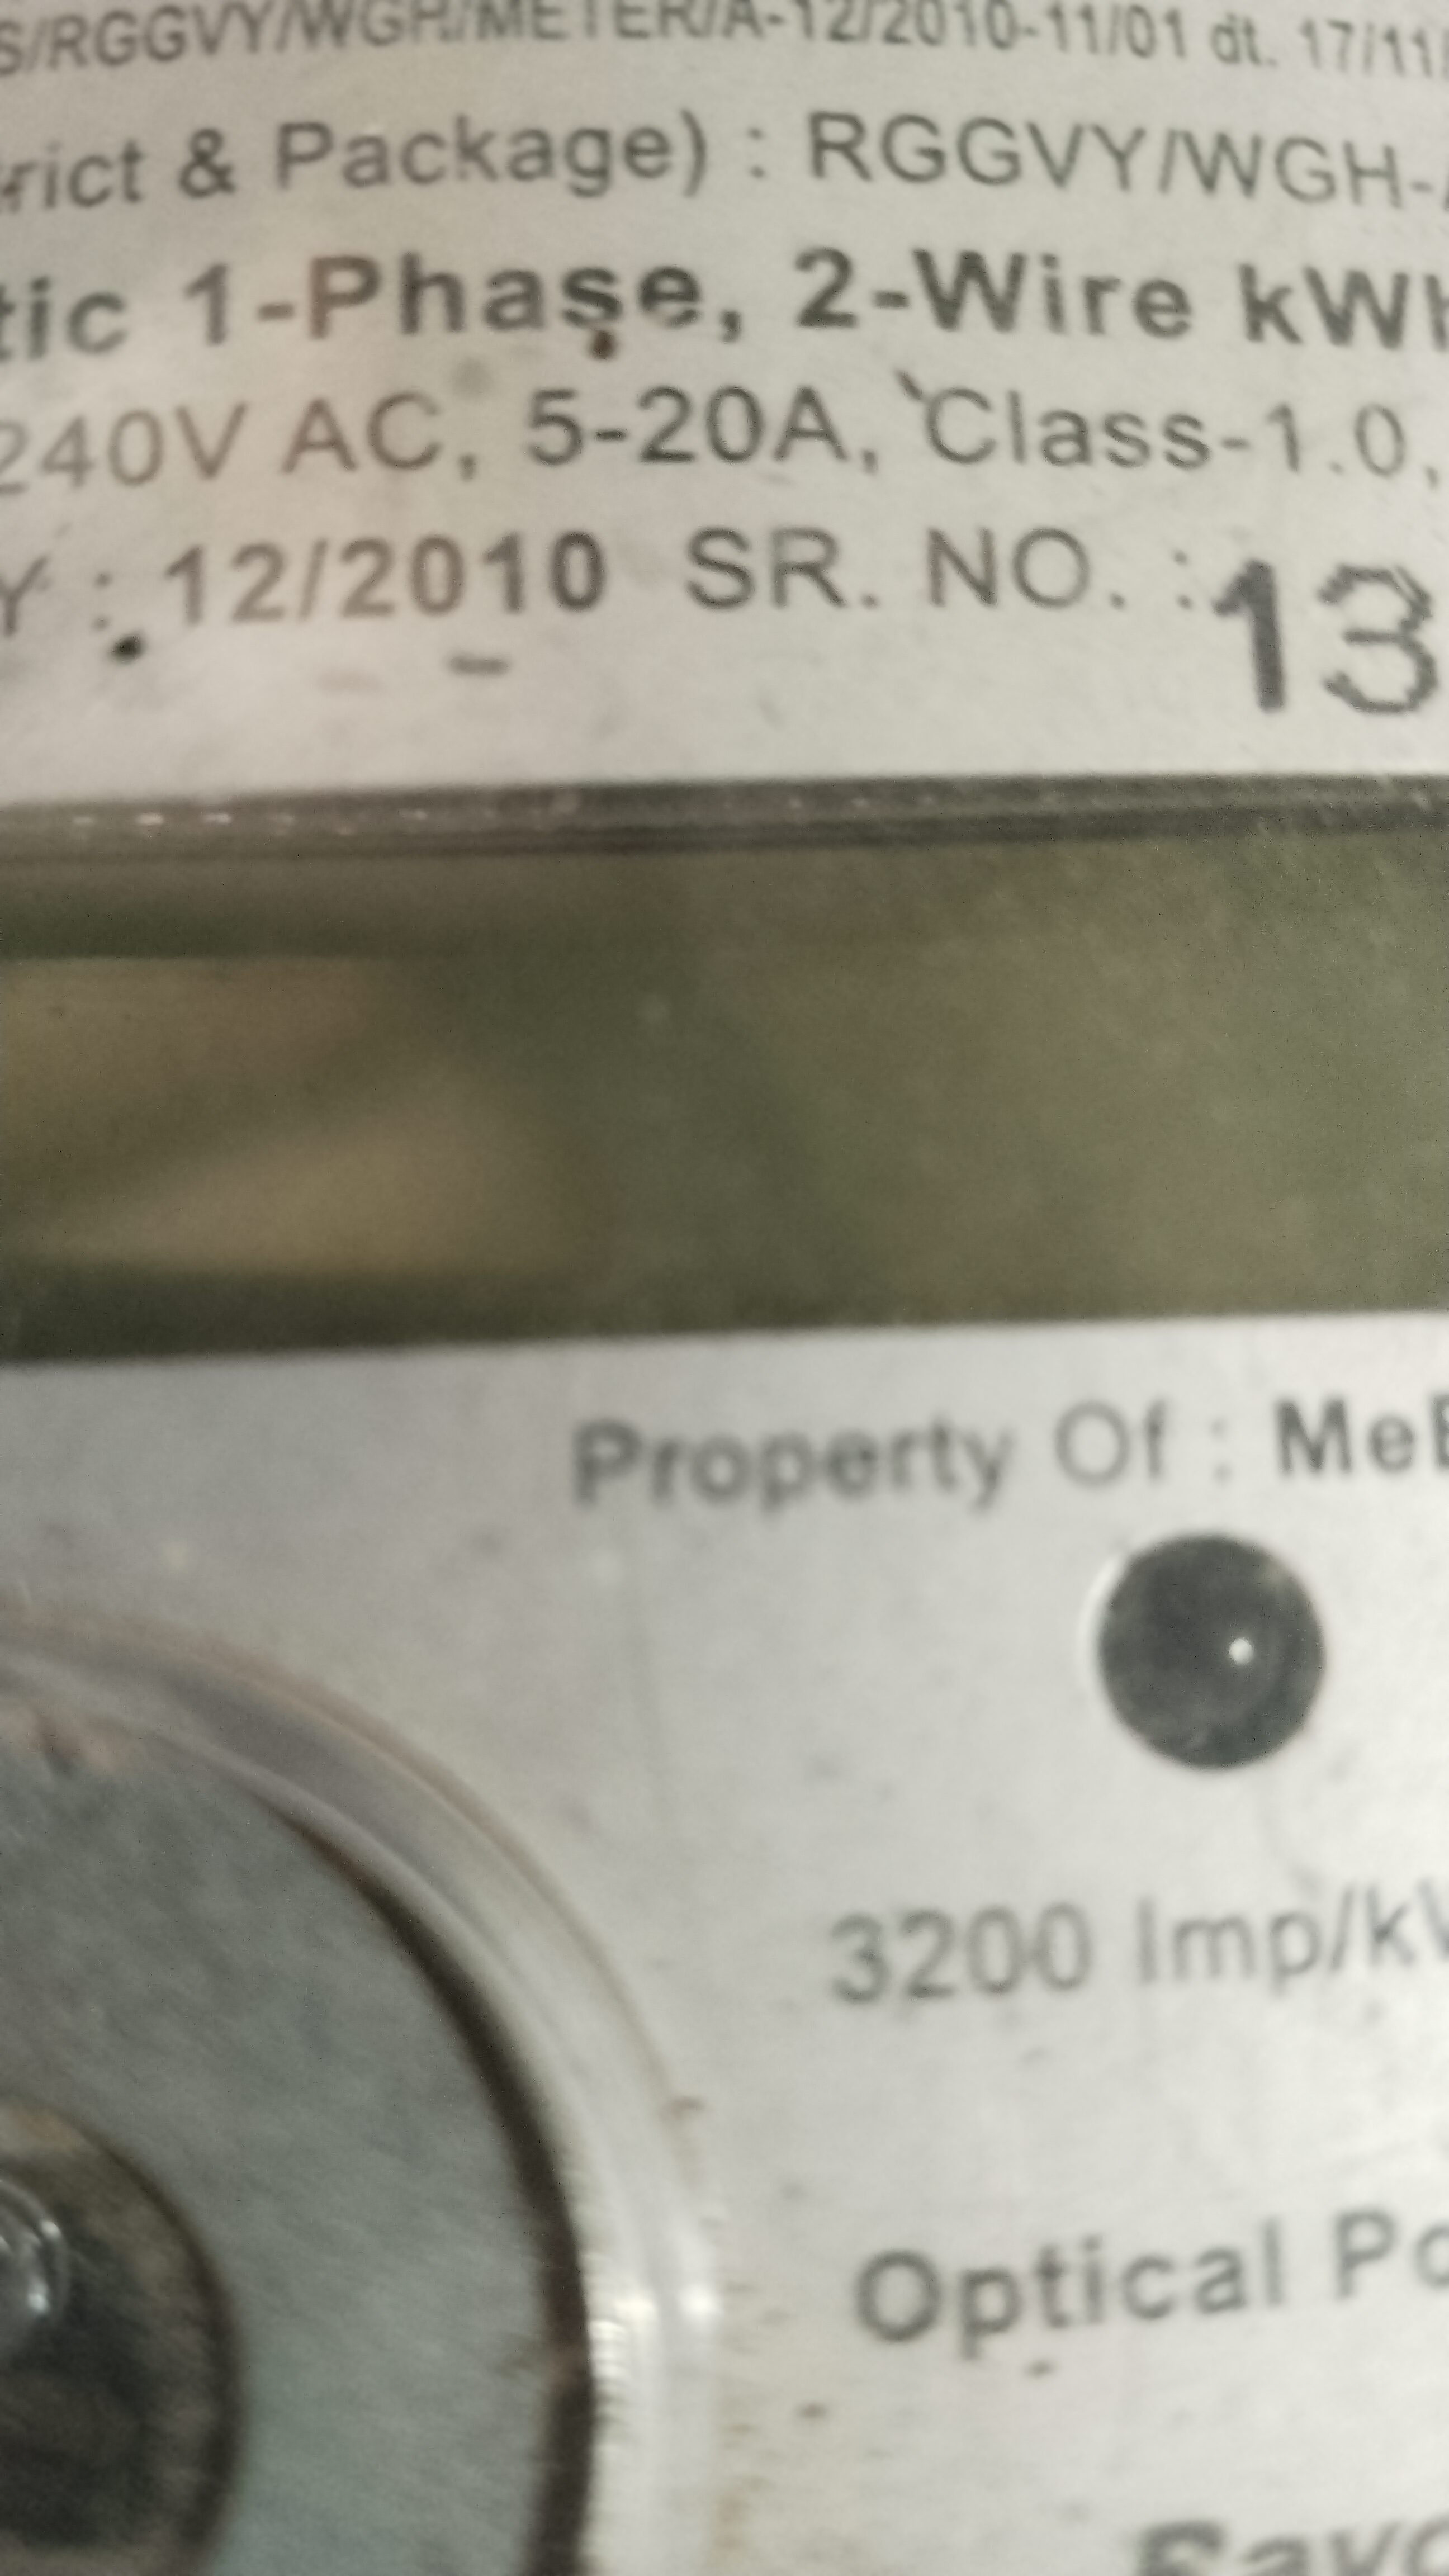 S/RGGVY/WGH/METER/A-12/2010-11/01 dt. 17/11/
rict & Package) : RGGVY/WGH-
tic 1-Phase, 2-Wire kWh
240V AC, 5-20A, Class-1.0,
Y : 12/2010 SR. NO. :13
Property Of : MeE
3200 Imp/kW
Optical Po